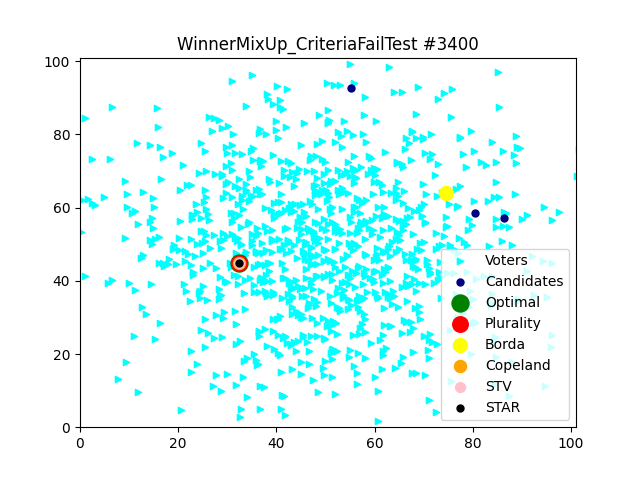 WinnerMixUp_CriteriaFailTest #3400
100
80
60
40
20
0
0 20 40 60 80 100
Voters
Candidates
Optimal
Plurality
Borda
Copeland
STV
STAR